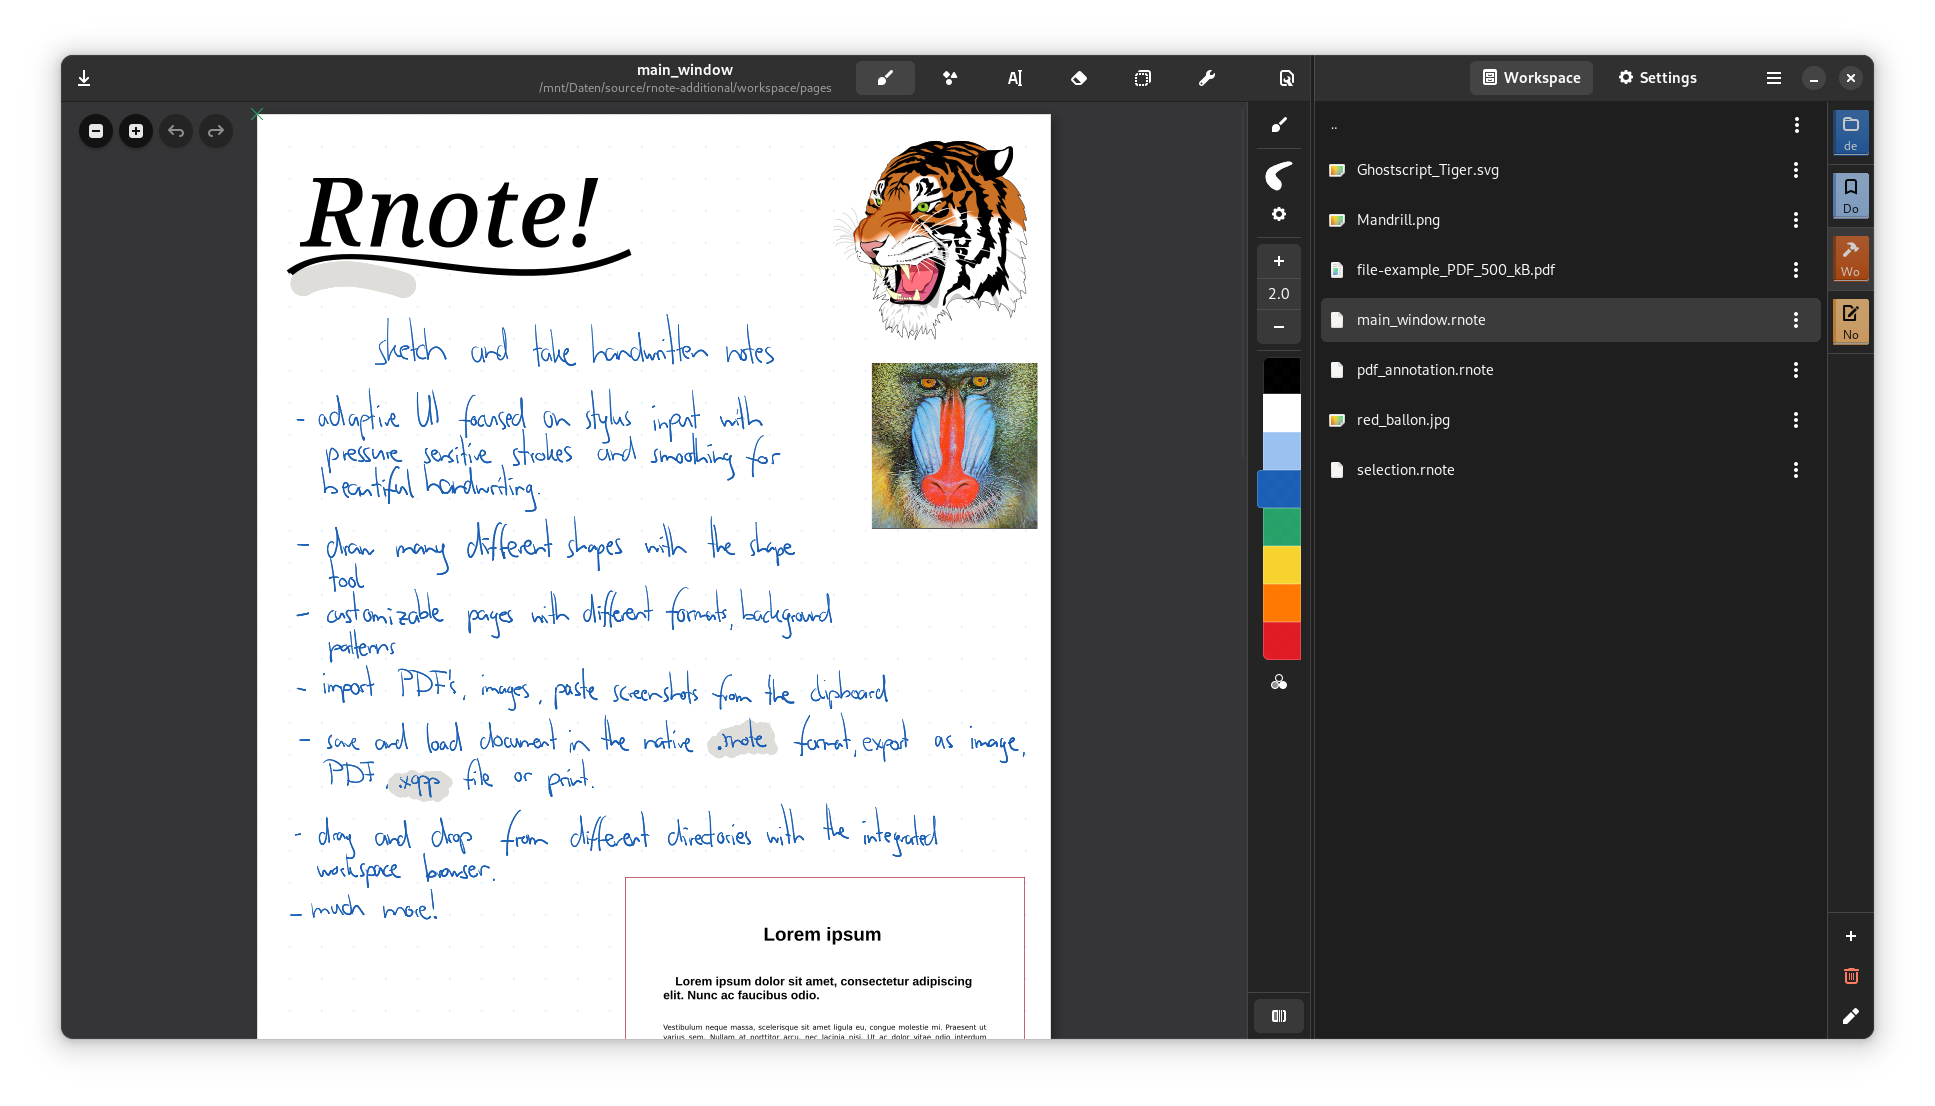 main_window
/mnt/Daten/source/rnote-additional/workspace/pages
Workspace
Settings
Rnote!
sketch and take handwritten notes
- adaptive UI focused on stylus input with
pressure sensitive strokes and smoothing for
beautiful handwriting.
- draw many different shapes with the shape
tool
- customizable pages with different formats, background
patterns
- import PDF's, images, paste screenshots from the clipboard
- save and load document in the native .rnote format, export as image,
PDF, .xopp file or print.
- drag and drop from different directories with the integrated
workspace browser.
- much more!
Lorem ipsum
Lorem ipsum dolor sit amet, consectetur adipiscing
elit. Nunc ac faucibus odio.
Vestibulum neque massa, scelerisque sit amet ligula eu, congue molestie mi. Praesent ut
varius sem. Nullam at porttitor arcu, nec lacinia nisi. Ut ac dolor vitae odio interdum
2.0
..
Ghostscript_Tiger.svg
Mandrill.png
file-example_PDF_500_kB.pdf
main_window.rnote
pdf_annotation.rnote
red_ballon.jpg
selection.rnote
de
Do
Wo
No